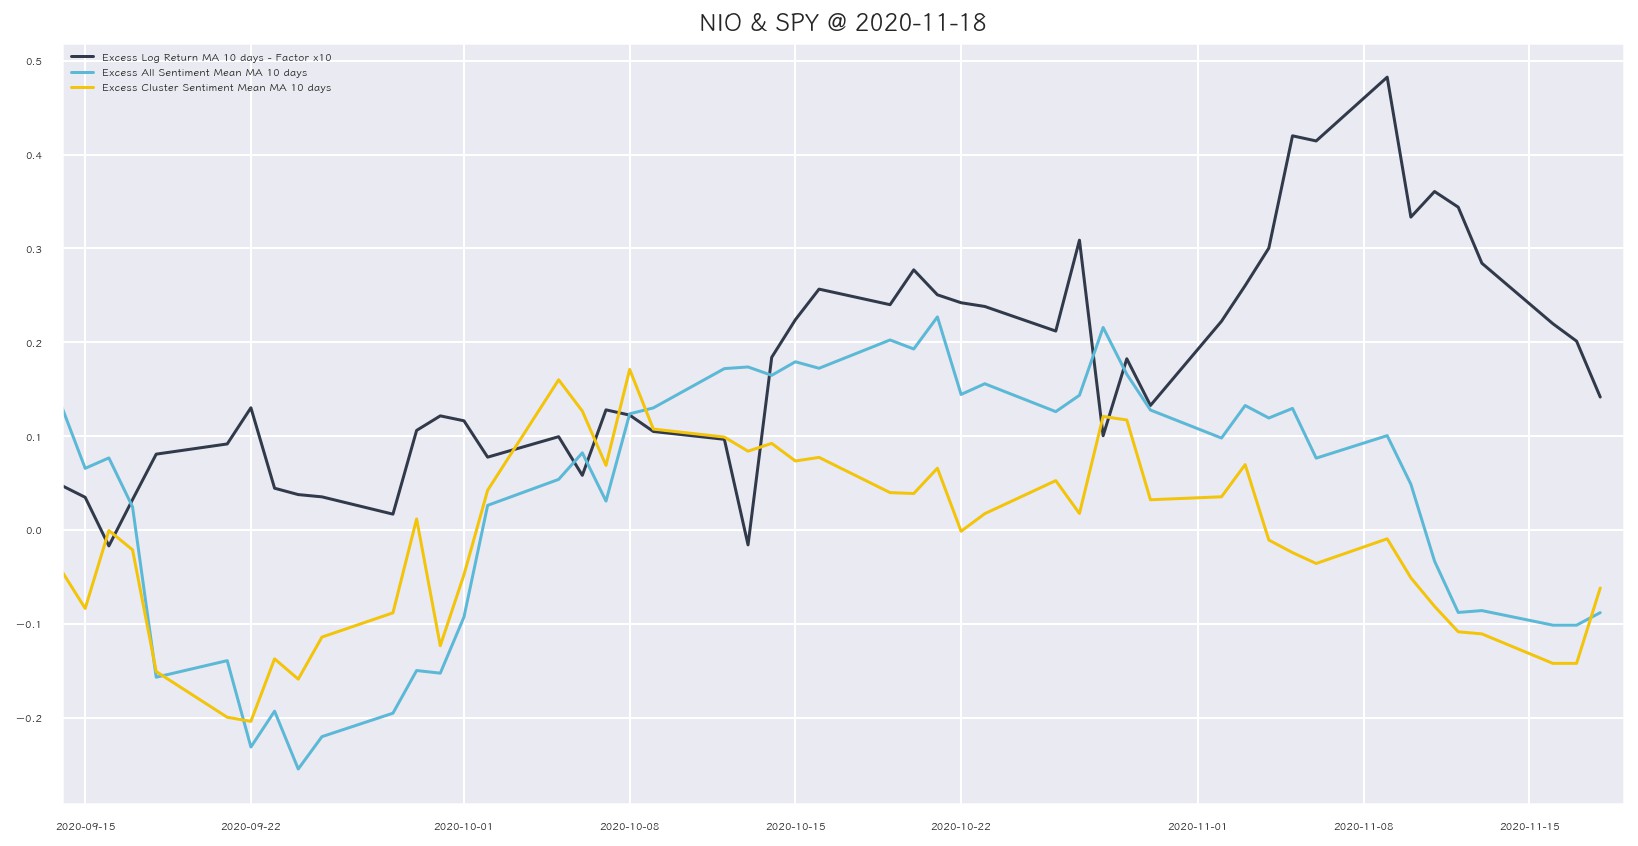 NIO & SPY @ 2020-11-18
Excess Log Return MA 10 days - Factor x10
Excess All Sentiment Mean MA 10 days
Excess Cluster Sentiment Mean MA 10 days
0.5
0.4
0.3
0.2
0.1
0.0
−0.1
−0.2
2020-09-15 2020-09-22 2020-10-01 2020-10-08 2020-10-15 2020-10-22 2020-11-01 2020-11-08 2020-11-15